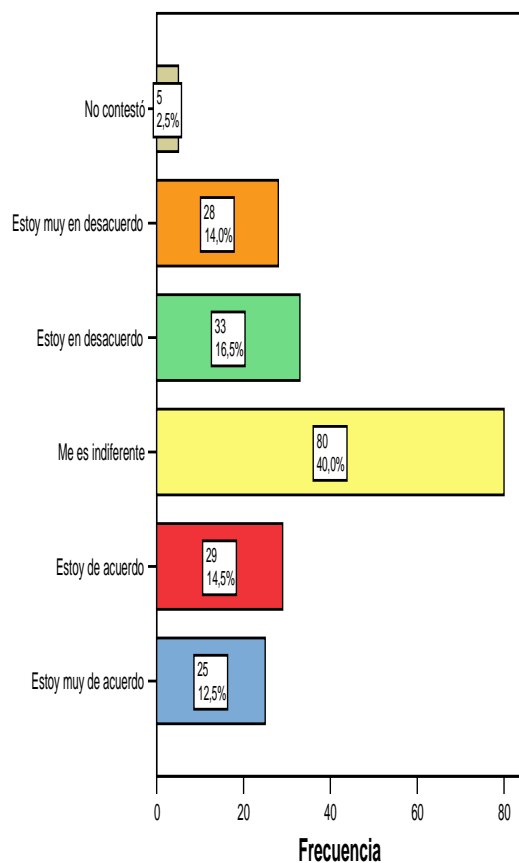 No contestó
5
2,5%
Estoy muy en desacuerdo
28
14,0%
Estoy en desacuerdo
33
16,5%
Me es indiferente
80
40,0%
Estoy de acuerdo
29
14,5%
Estoy muy de acuerdo
25
12,5%
0 20 40 60 80
Frecuencia